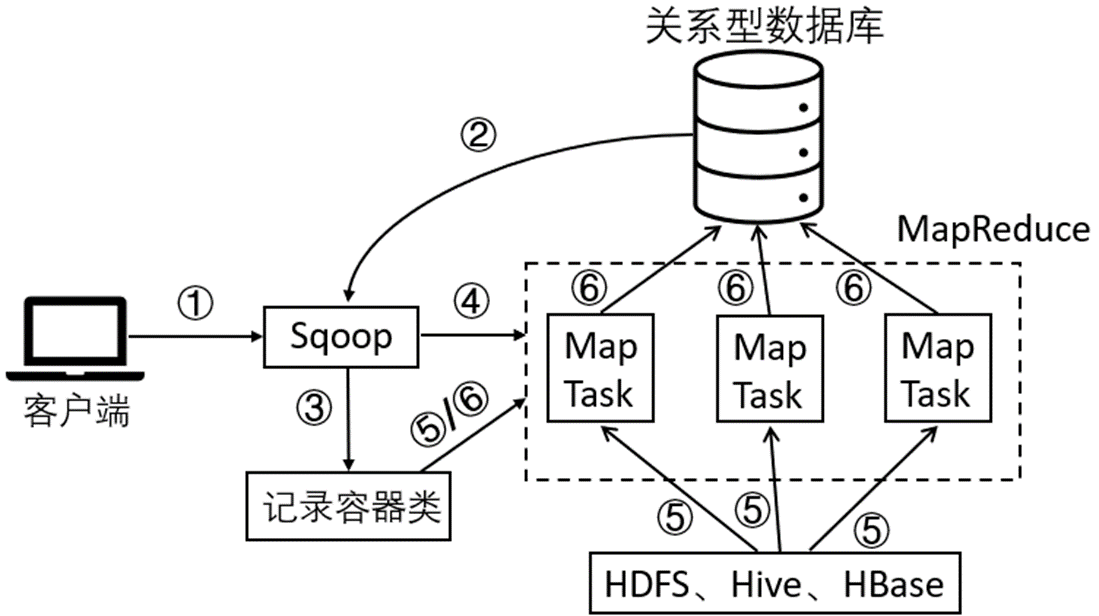 关系型数据库
②
MapReduce
①
④
⑥
⑥
⑥
Sqoop
Map
Task
Map
Task
Map
Task
客户端
③
⑤/⑥
记录容器类
⑤
⑤
⑤
HDFS、Hive、HBase